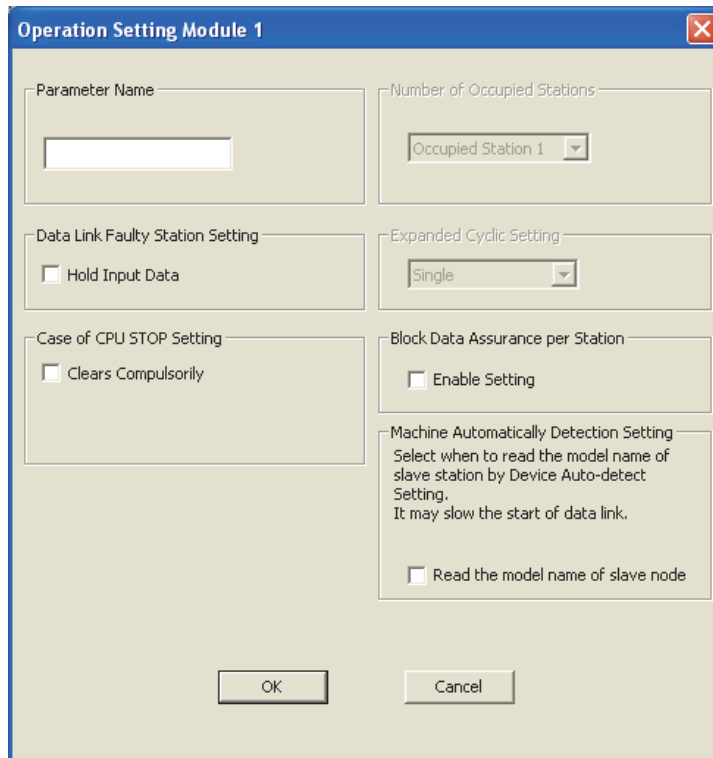 Operation Setting Module 1
Parameter Name
Number of Occupied Stations
Occupied Station 1
Data Link Faulty Station Setting
Hold Input Data
Expanded Cyclic Setting
Single
Case of CPU STOP Setting
Clears Compulsorily
Block Data Assurance per Station
Enable Setting
Machine Automatically Detection Setting
Select when to read the model name of
slave station by Device Auto-detect
Setting.
It may slow the start of data link.
Read the model name of slave node
OK
Cancel